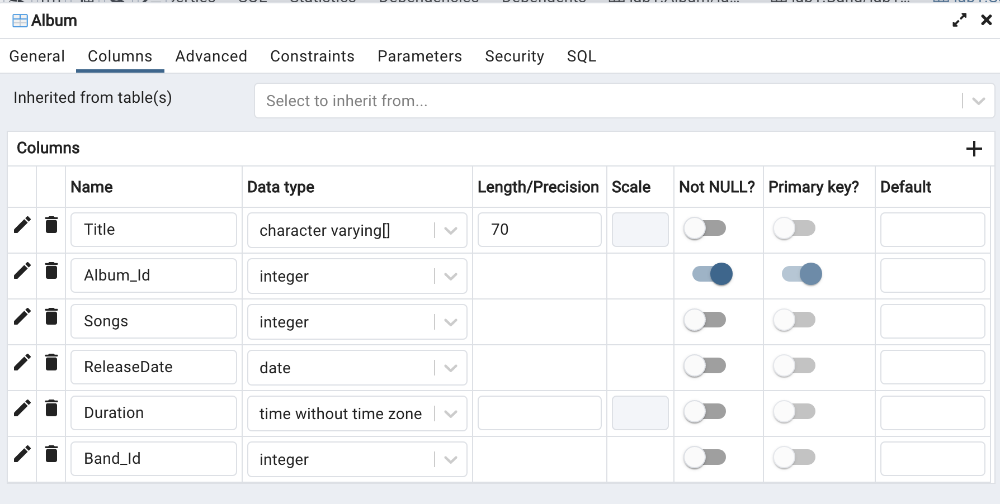 Album
General Columns Advanced Constraints Parameters Security SQL
Inherited from table(s) Select to inherit from...
Columns
Name Data type Length/Precision Scale Not NULL? Primary key? Default
Title character varying[] 70
Album_Id integer
Songs integer
ReleaseDate date
Duration time without time zone
Band_Id integer